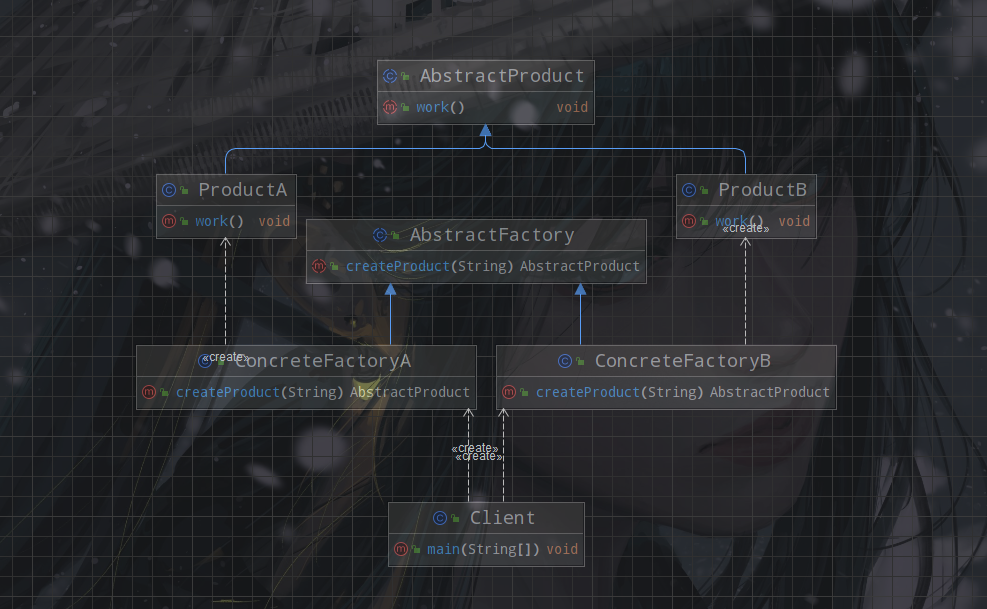 AbstractProduct
work() void
ProductA
ProductB
work() void
work() void
«create»
AbstractFactory
createProduct(String) AbstractProduct
«create»
ConcreteFactoryA
ConcreteFactoryB
createProduct(String) AbstractProduct
createProduct(String) AbstractProduct
«create»
«create»
Client
main(String[]) void